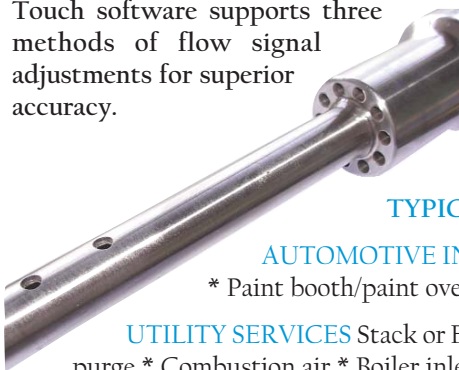 Touch software supports three
methods of flow signal
adjustments for superior
accuracy.
TYPIC
AUTOMOTIVE IN
* Paint booth/paint ove
UTILITY SERVICES Stack or
purge * Combustion air * Boiler inle